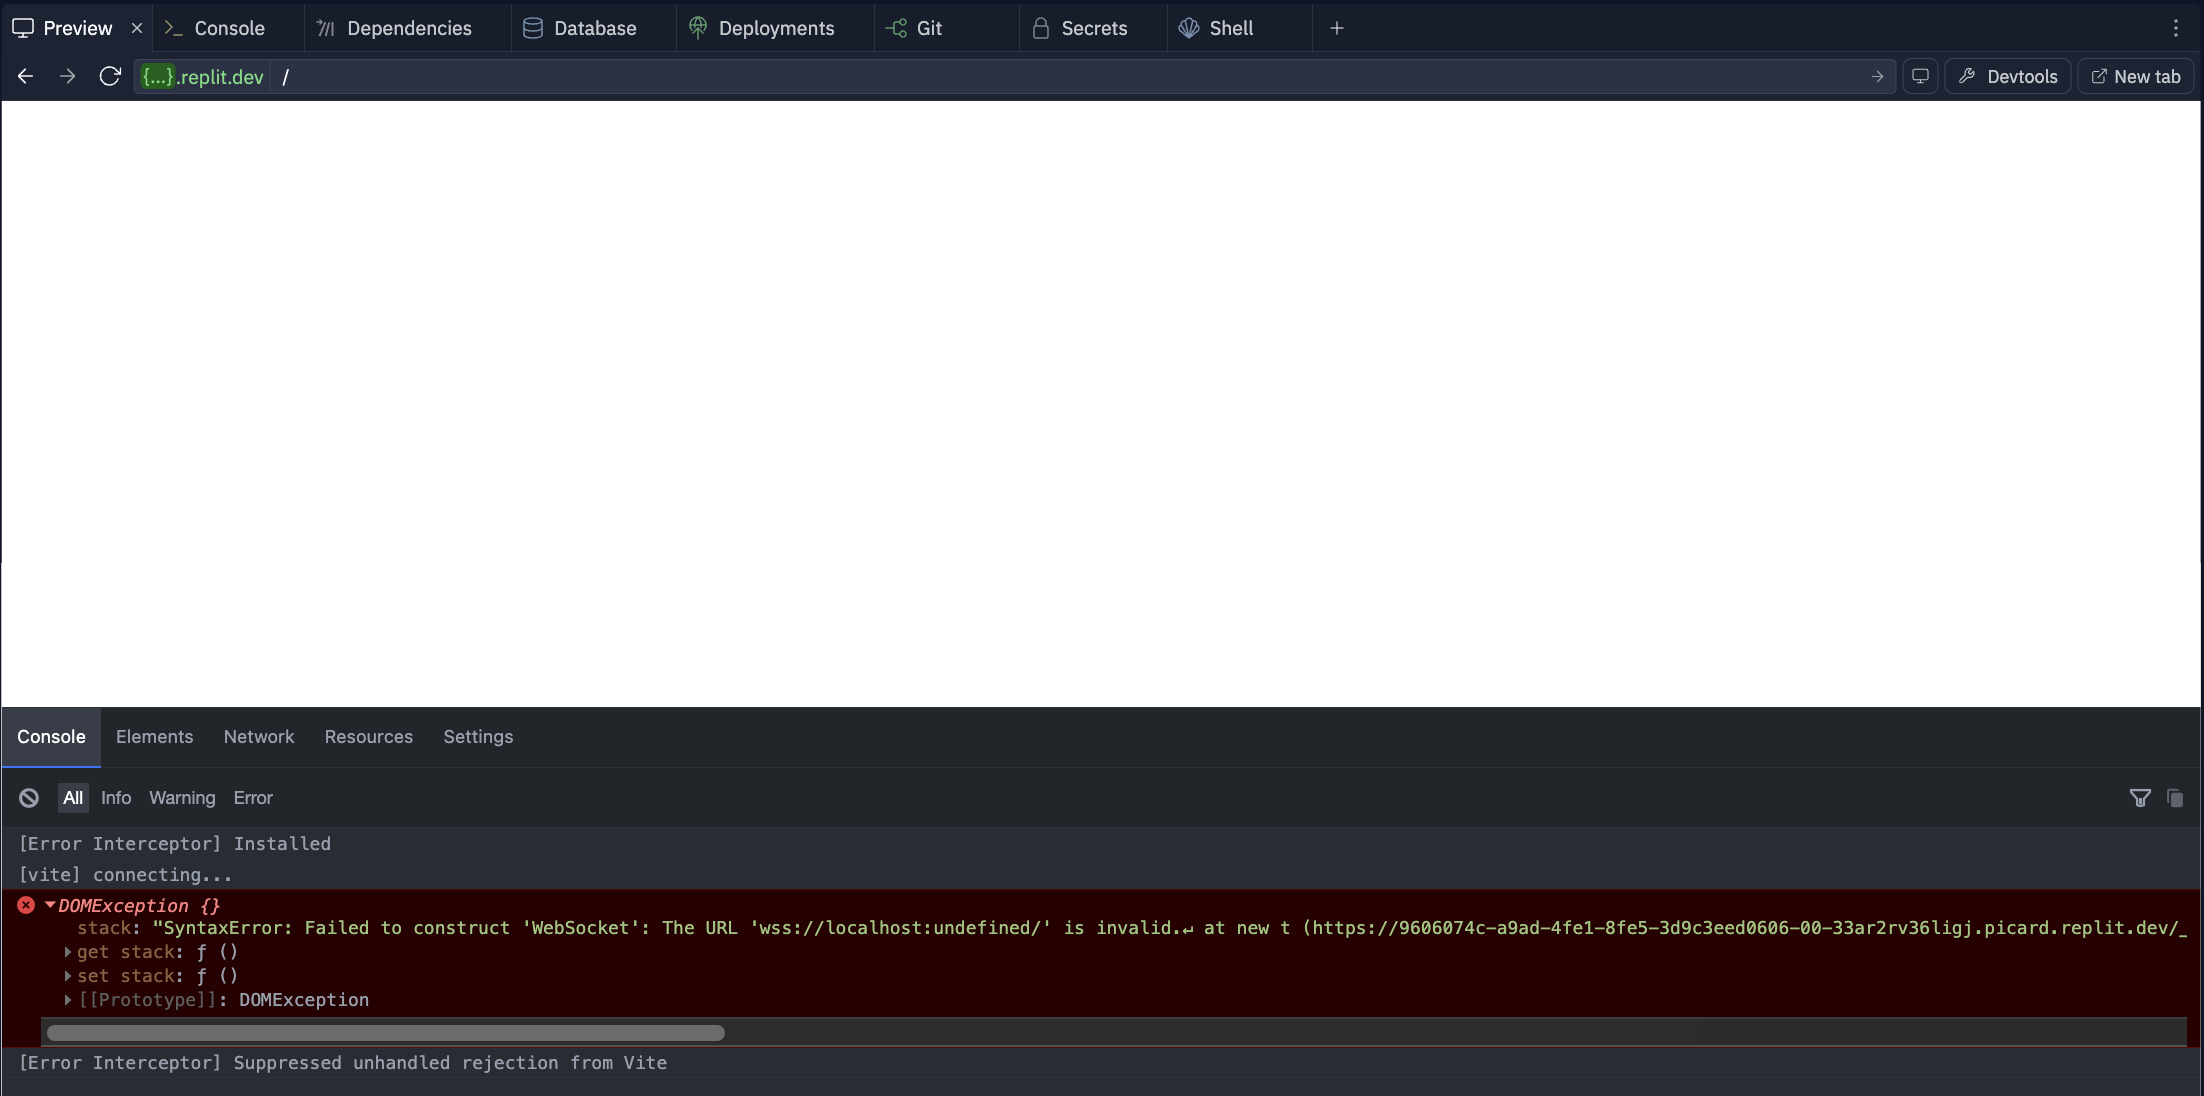 Preview Console Dependencies Database Deployments Git Secrets Shell
{...}.replit.dev / Devtools New tab
Console Elements Network Resources Settings
All Info Warning Error
[Error Interceptor] Installed
[vite] connecting...
DOMException {}
stack: "SyntaxError: Failed to construct 'WebSocket': The URL 'wss://localhost:undefined/' is invalid.↵ at new t (https://9606074c-a9ad-4fe1-8fe5-3d9c3eed0606-00-33ar2rv36ligj.picard.replit.dev/_
get stack: ƒ ()
set stack: ƒ ()
[[Prototype]]: DOMException
[Error Interceptor] Suppressed unhandled rejection from Vite